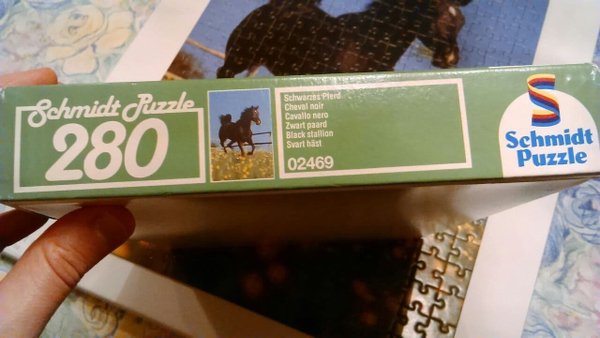 Schmidt Puzzle
280
Schwarzes Pferd
Cheval noir
Cavallo nero
Zwart paard
Black stallion
Svart häst
02469
Schmidt
Puzzle